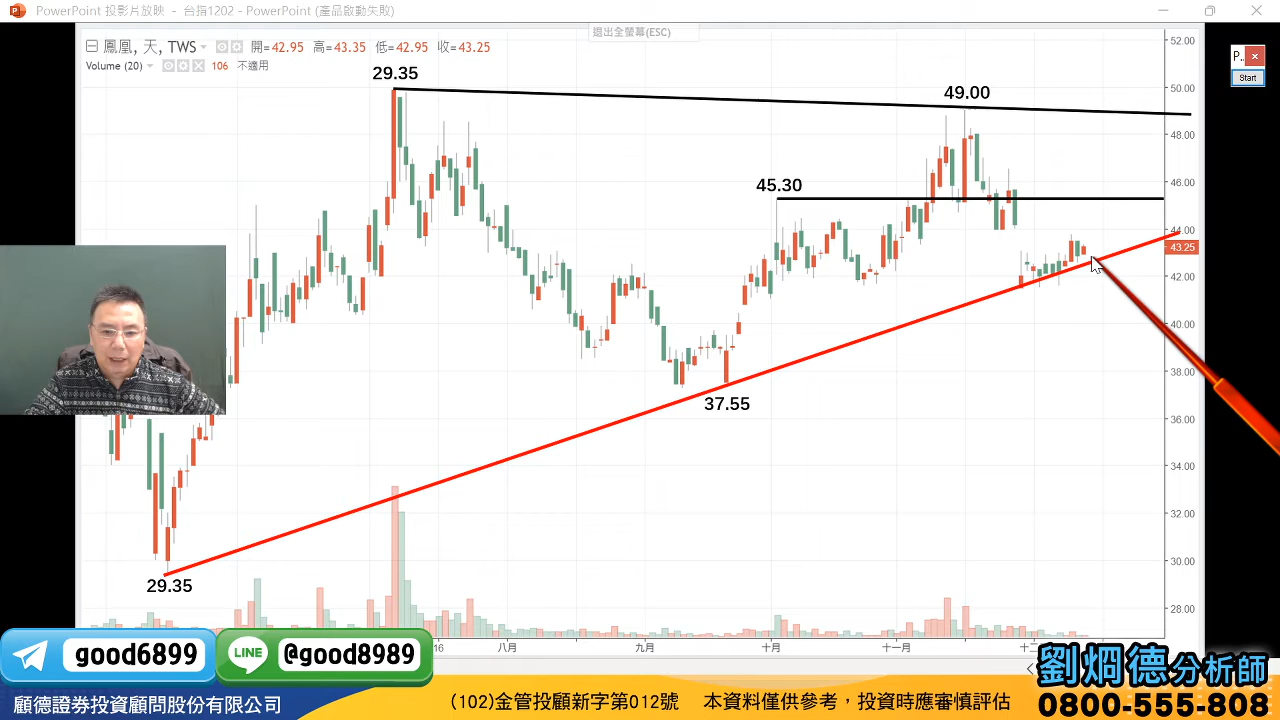 PowerPoint 投影片放映 - 台指1202 - PowerPoint (產品啟動失敗)
退出全螢幕(ESC)
鳳凰, 天, TWS 開=42.95 高=43.35 低=42.95 收=43.25
Volume (20) 106 不適用
P..
Start
29.35
49.00
45.30
37.55
29.35
52.00
50.00
48.00
46.00
44.00
43.25
42.00
40.00
38.00
36.00
34.00
32.00
30.00
28.00
16 八月 九月 十月 十一月 十二
good6899
LINE @good8989
劉烱德分析師
0800-555-808
顧德證券投資顧問股份有限公司
(102)金管投顧新字第012號 本資料僅供參考，投資時應審慎評估